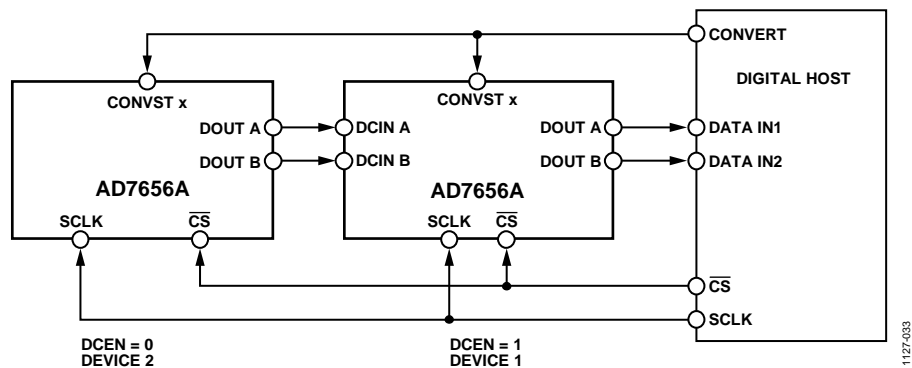 CONVERT
DIGITAL HOST
CONVST x
CONVST x
DOUT A
DCIN A
DOUT A
DATA IN1
DOUT B
DCIN B
DOUT B
DATA IN2
AD7656A
AD7656A
SCLK
CS
SCLK
CS
CS
SCLK
DCEN = 0
DEVICE 2
DCEN = 1
DEVICE 1
1127-033